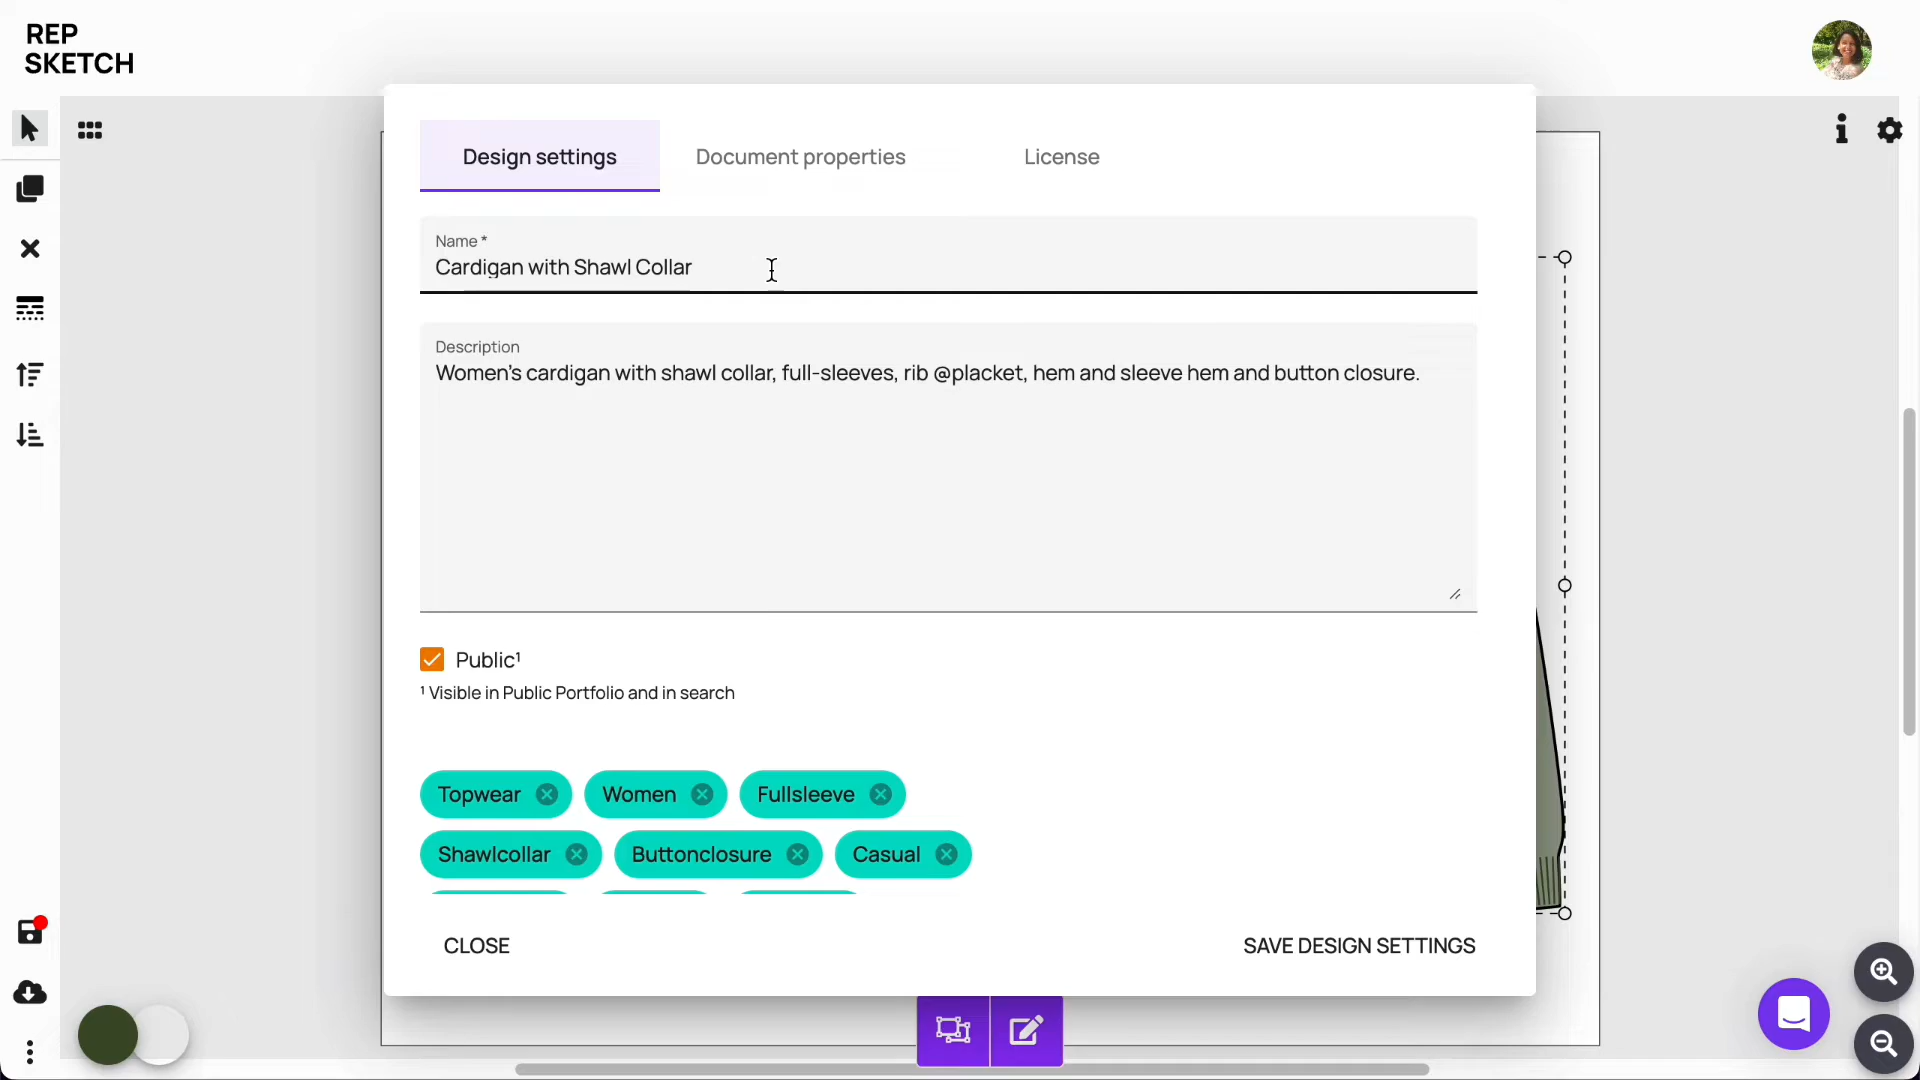 REP
SKETCH
Design settings
Document properties
License
Name *
Cardigan with Shawl Collar
Description
Women's cardigan with shawl collar, full-sleeves, rib @placket, hem and sleeve hem and button closure.
Public¹
¹ Visible in Public Portfolio and in search
Topwear
Women
Fullsleeve
Shawlcollar
Buttonclosure
Casual
CLOSE
SAVE DESIGN SETTINGS